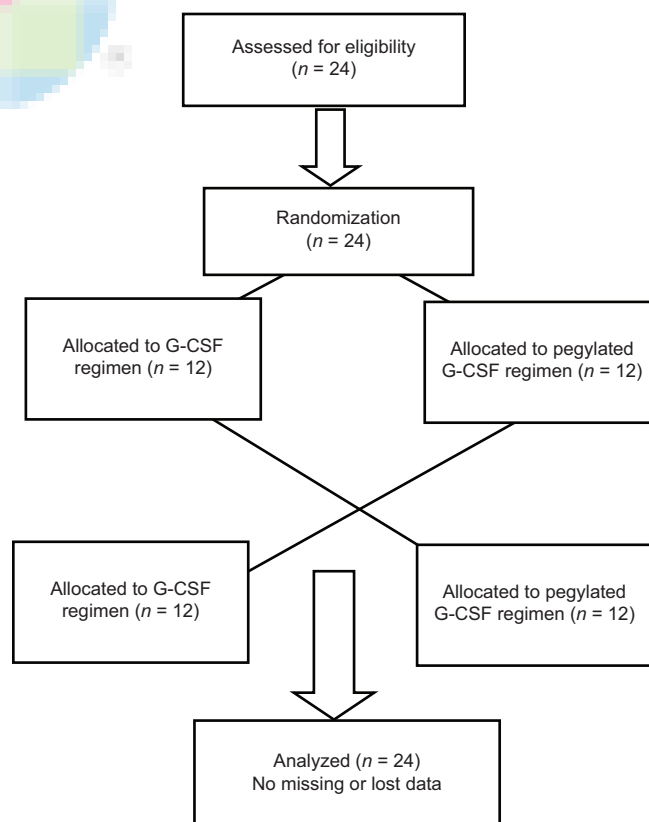 Assessed for eligibility
(n = 24)
Randomization
(n = 24)
Allocated to G-CSF
regimen (n = 12)
Allocated to pegylated
G-CSF regimen (n = 12)
Allocated to G-CSF
regimen (n = 12)
Allocated to pegylated
G-CSF regimen (n = 12)
Analyzed (n = 24)
No missing or lost data